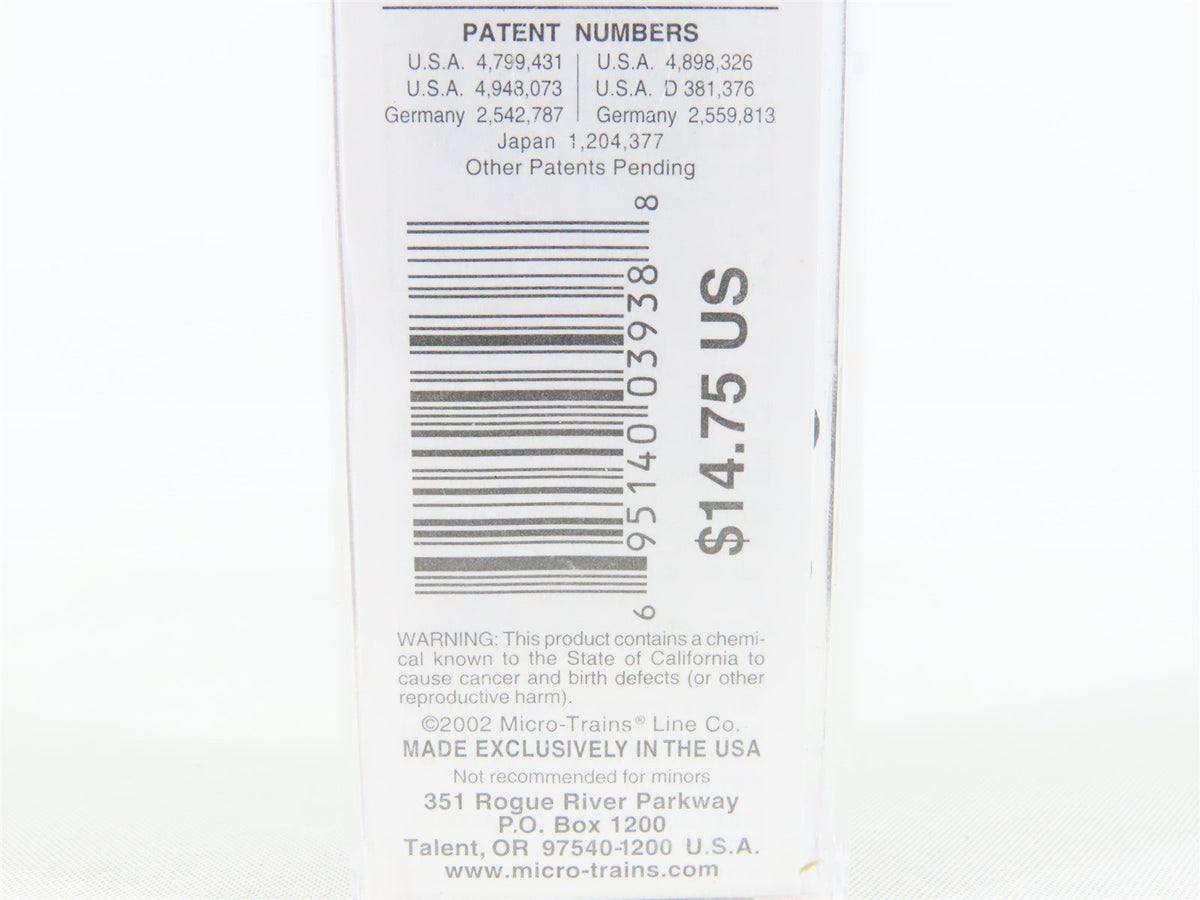 PATENT NUMBERS
U.S.A. 4,799,431 U.S.A. 4,898,326
U.S.A. 4,948,073 U.S.A. D 381,376
Germany 2,542,787 Germany 2,559,813
Japan 1,204,377
Other Patents Pending
6 95140 03938 8
$14.75 US
WARNING: This product contains a chemi-
cal known to the State of California to
cause cancer and birth defects (or other
reproductive harm).
©2002 Micro-Trains® Line Co.
MADE EXCLUSIVELY IN THE USA
Not recommended for minors
351 Rogue River Parkway
P.O. Box 1200
Talent, OR 97540-1200 U.S.A.
www.micro-trains.com